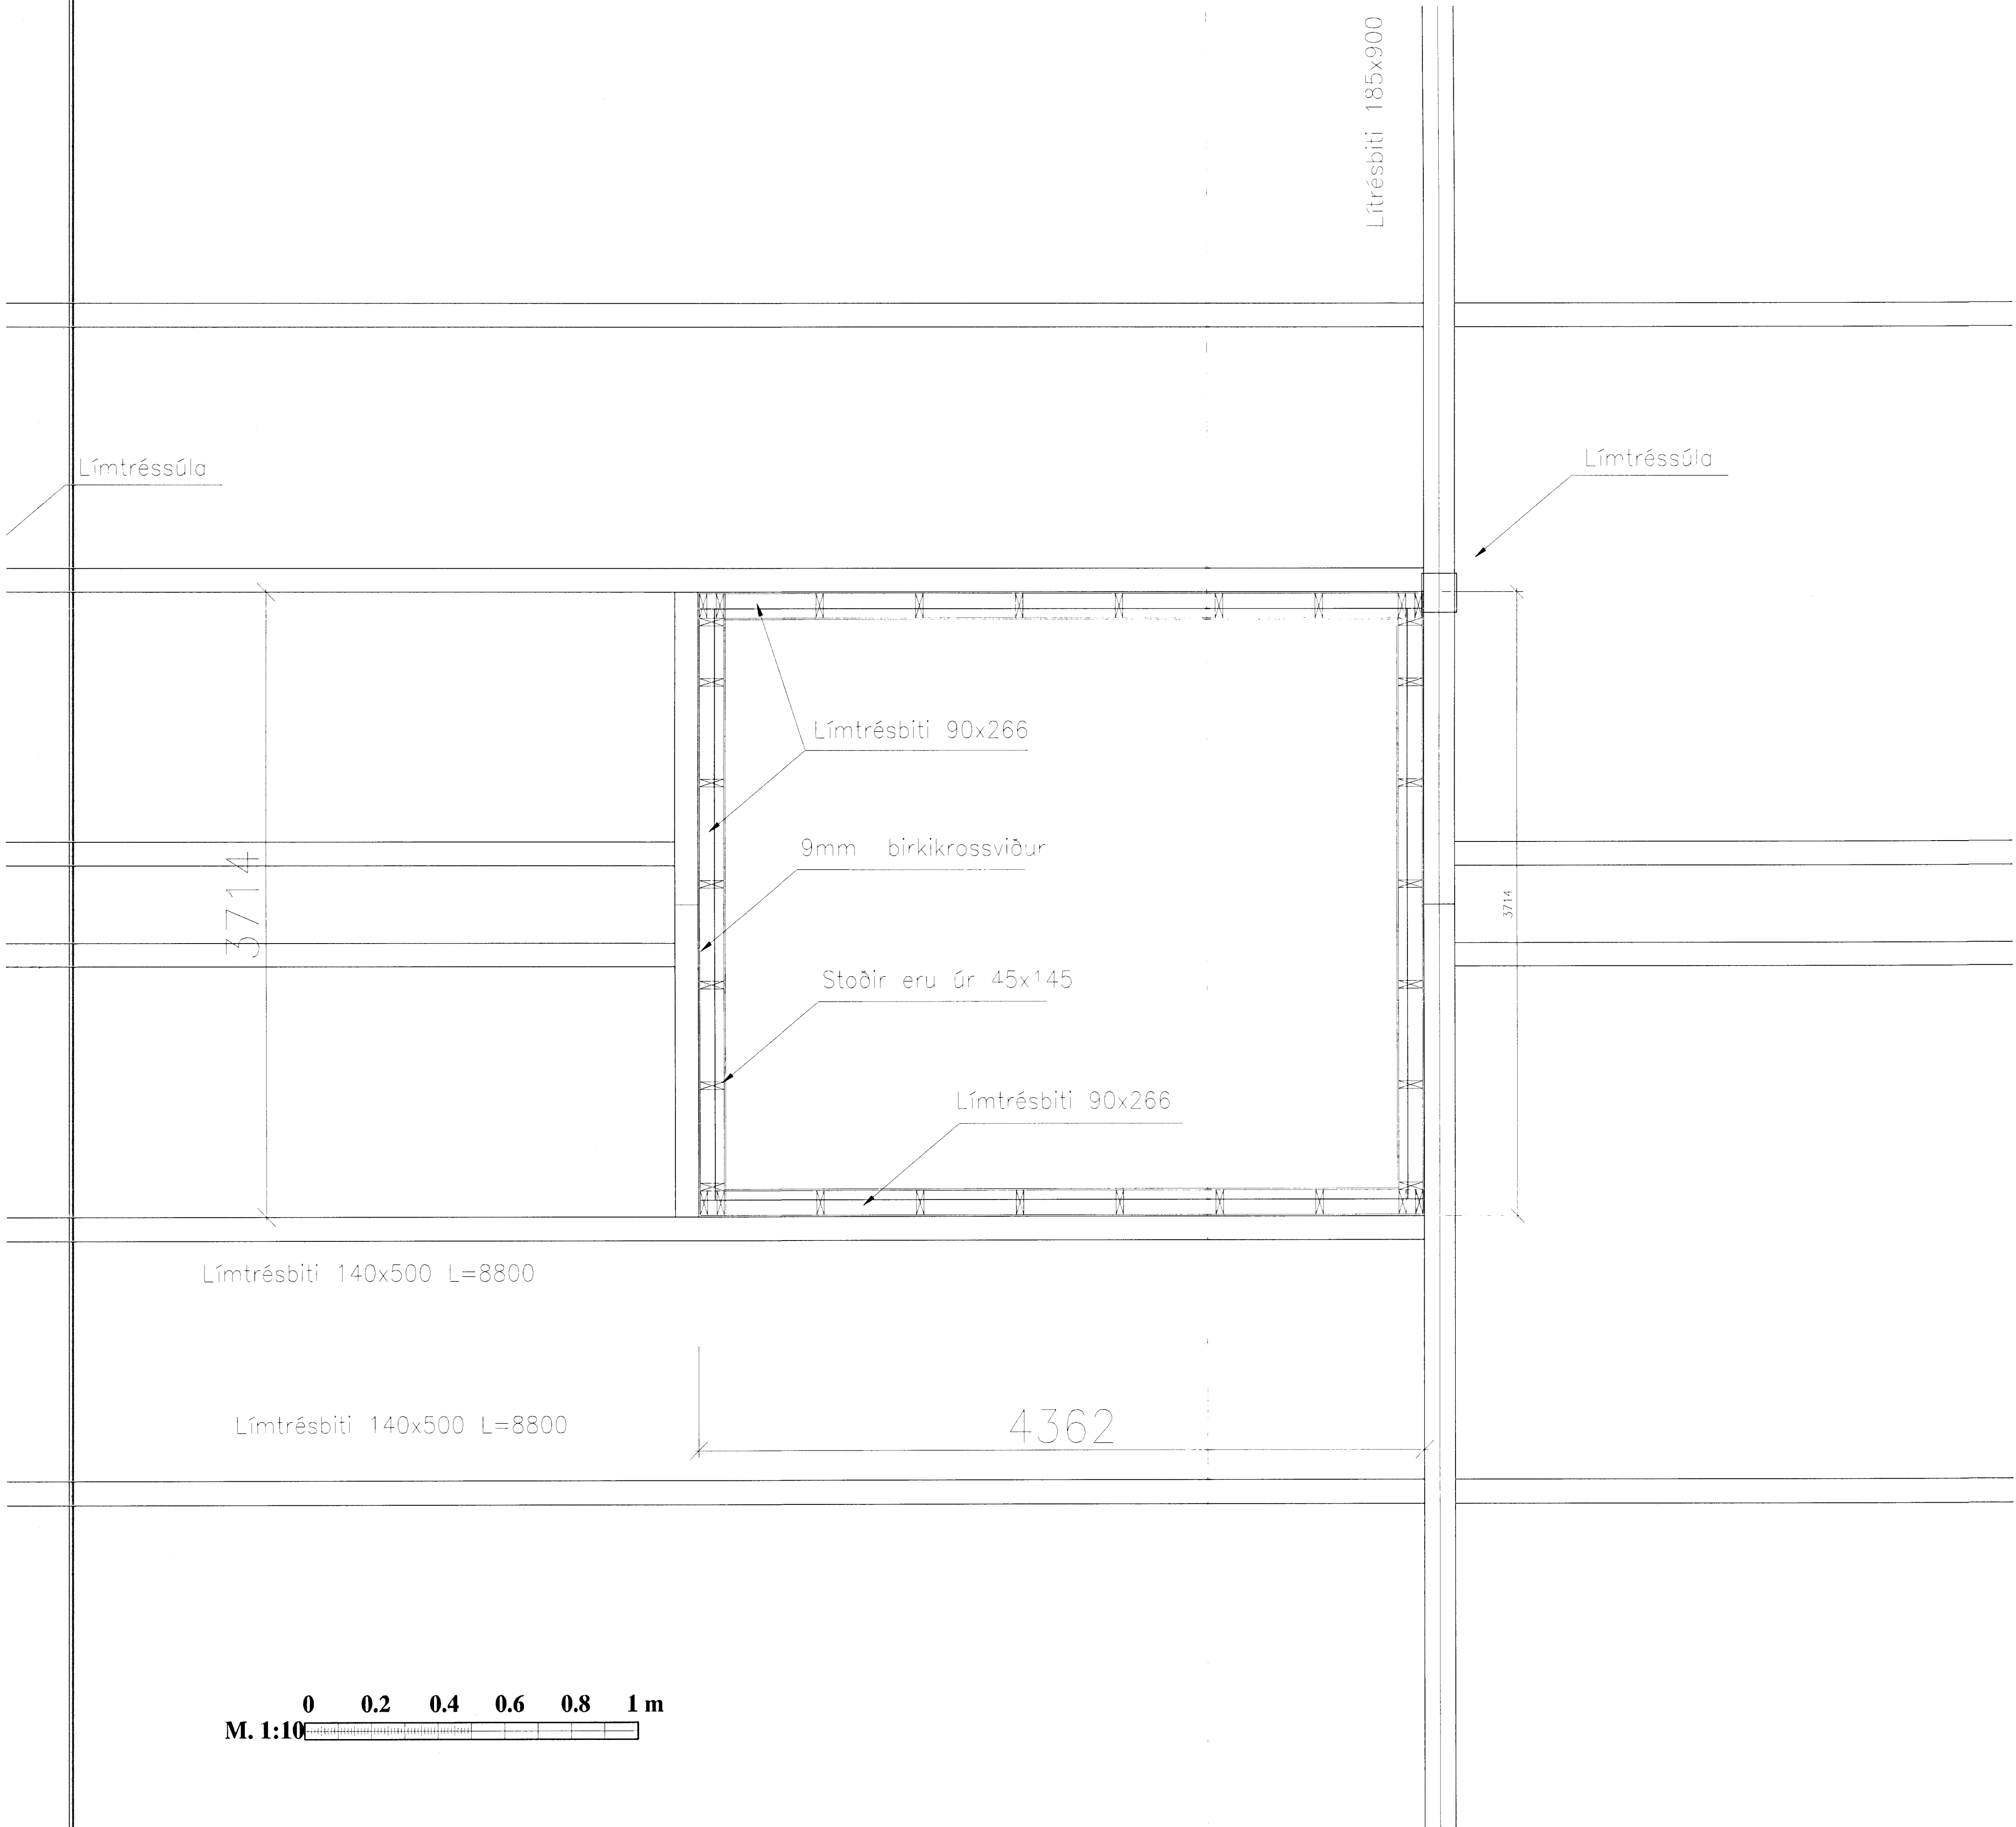 Lítrésbiti 185x900
Límtréssúla
Límtréssúla
Límtrésbiti 90x266
9mm birkikrossviður
3714
3714
Stoðir eru úr 45x145
Límtrésbiti 90x266
Límtrésbiti 140x500 L=8800
Límtrésbiti 140x500 L=8800
4362
0 0.2 0.4 0.6 0.8 1 m
M. 1:10